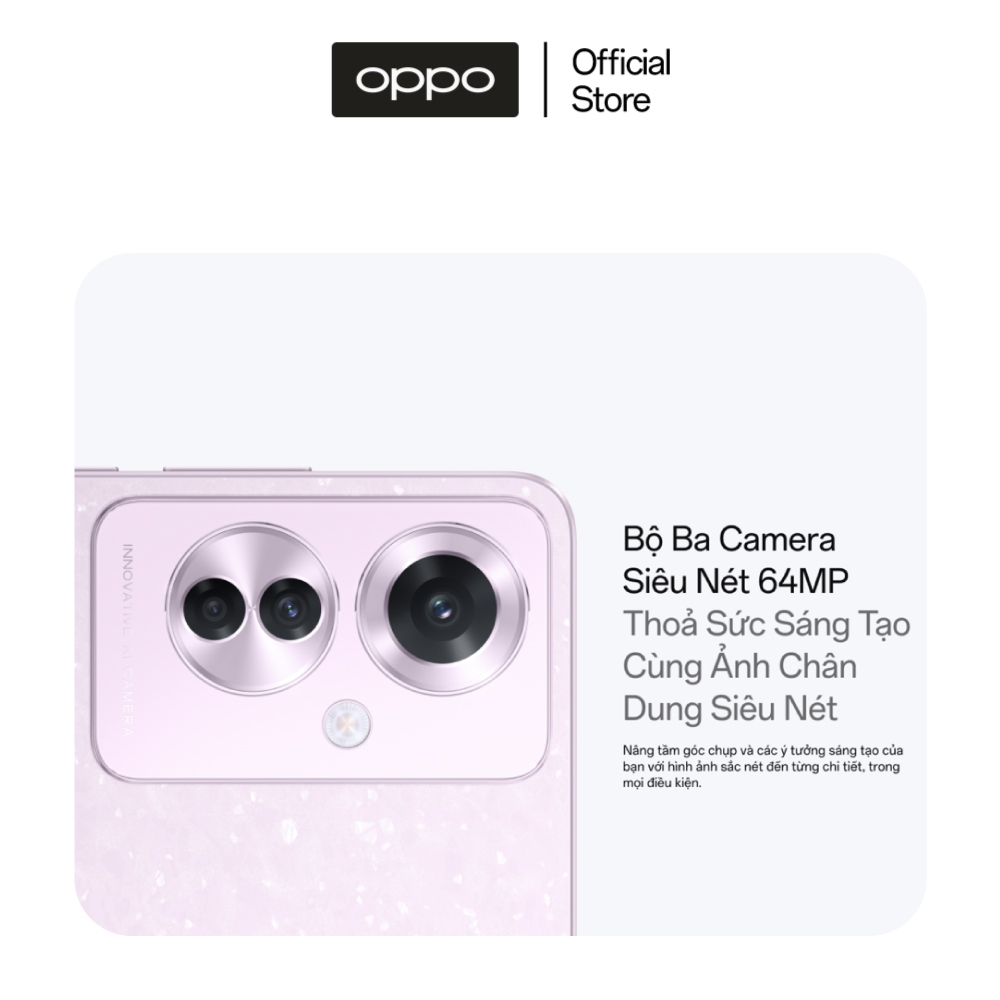 oppo
Official
Store
INNOVATIVE AI CAMERA
Bộ Ba Camera
Siêu Nét 64MP
Thoả Sức Sáng Tạo
Cùng Ảnh Chân
Dung Siêu Nét
Nâng tầm góc chụp và các ý tưởng sáng tạo của
bạn với hình ảnh sắc nét đến từng chi tiết, trong
mọi điều kiện.